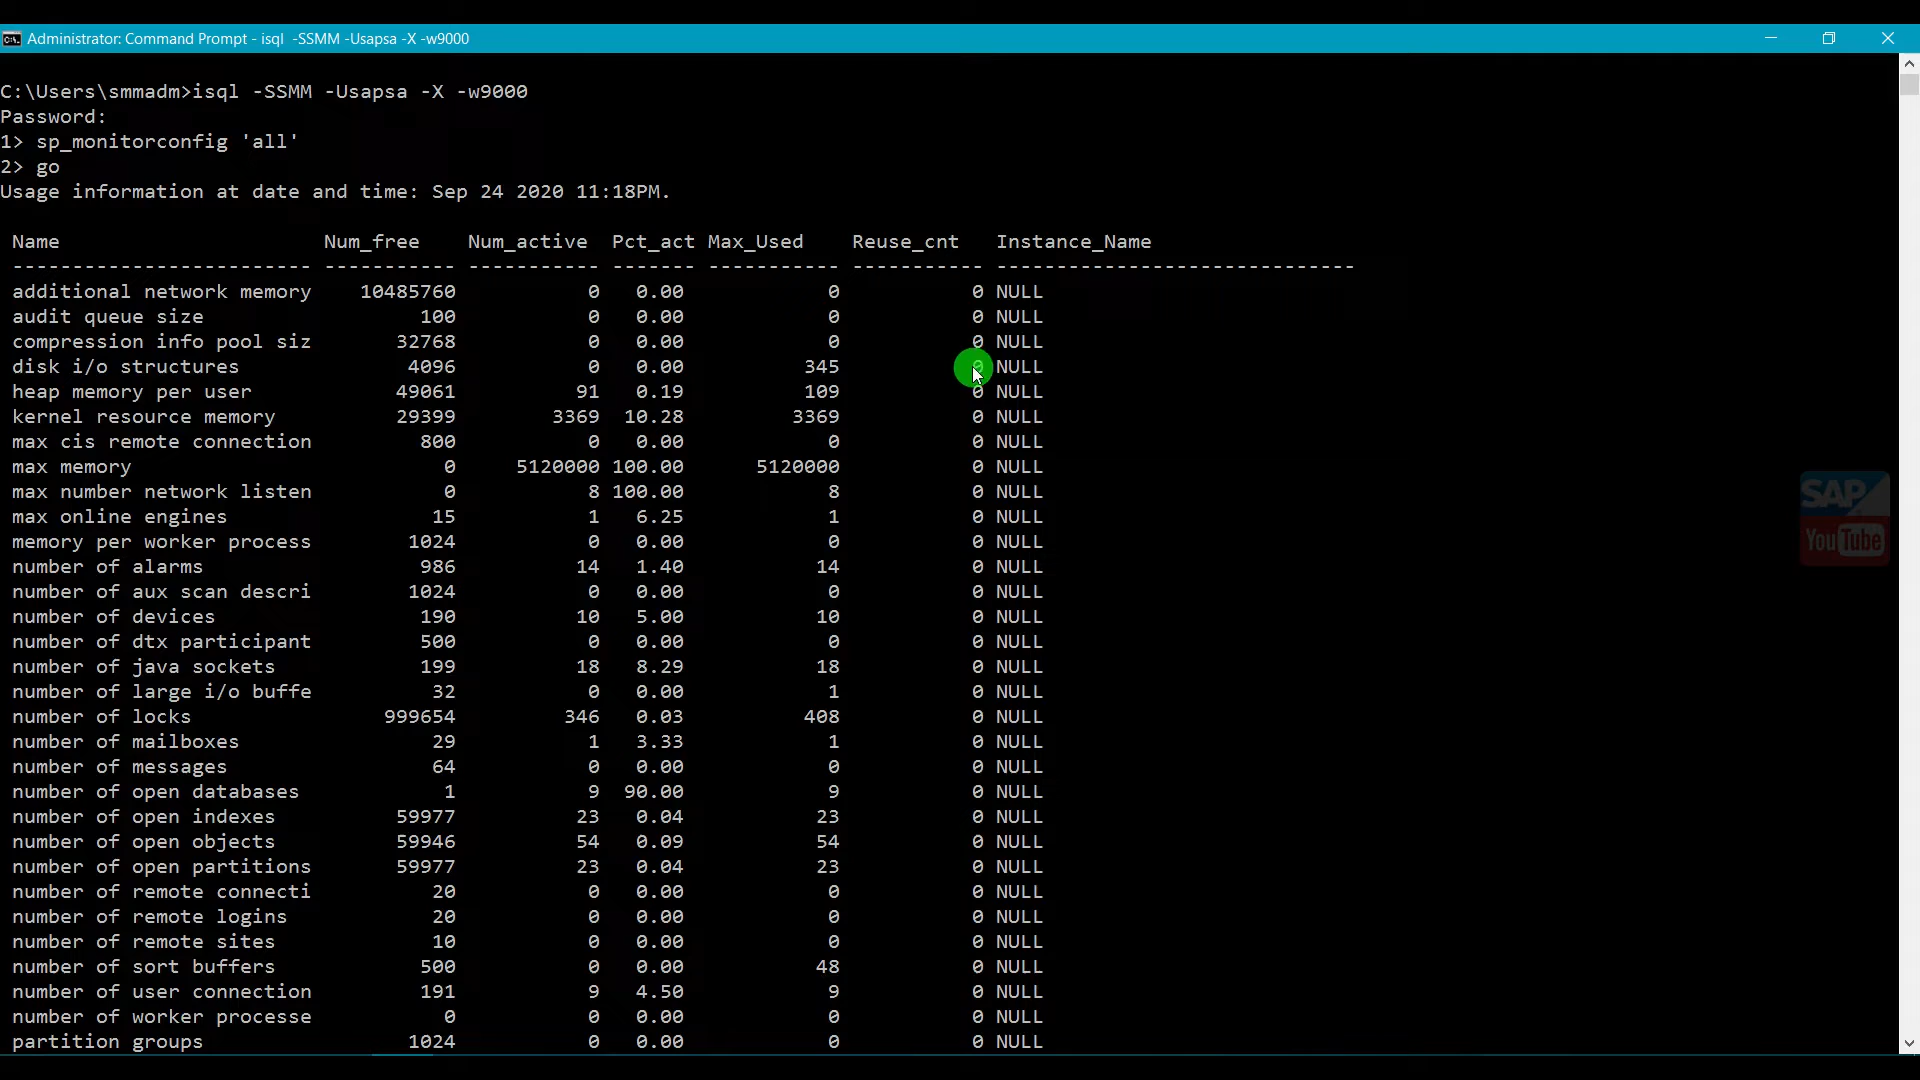 Administrator: Command Prompt - isql  -SSMM -Usapsa -X -w9000
C:\Users\smmadm>isql -SSMM -Usapsa -X -w9000
Password:
1> sp_monitorconfig 'all'
2> go
Usage information at date and time: Sep 24 2020 11:18PM.
Name Num_free Num_active Pct_act Max_Used Reuse_cnt Instance_Name
------------------------- ----------- ----------- ------- ----------- ----------- ------------------------------
additional network memory 10485760 0 0.00 0 0 NULL
audit queue size 100 0 0.00 0 0 NULL
compression info pool siz 32768 0 0.00 0 0 NULL
disk i/o structures 4096 0 0.00 345 0 NULL
heap memory per user 49061 91 0.19 109 0 NULL
kernel resource memory 29399 3369 10.28 3369 0 NULL
max cis remote connection 800 0 0.00 0 0 NULL
max memory 0 5120000 100.00 5120000 0 NULL
max number network listen 0 8 100.00 8 0 NULL
max online engines 15 1 6.25 1 0 NULL
memory per worker process 1024 0 0.00 0 0 NULL
number of alarms 986 14 1.40 14 0 NULL
number of aux scan descri 1024 0 0.00 0 0 NULL
number of devices 190 10 5.00 10 0 NULL
number of dtx participant 500 0 0.00 0 0 NULL
number of java sockets 199 18 8.29 18 0 NULL
number of large i/o buffe 32 0 0.00 1 0 NULL
number of locks 999654 346 0.03 408 0 NULL
number of mailboxes 29 1 3.33 1 0 NULL
number of messages 64 0 0.00 0 0 NULL
number of open databases 1 9 90.00 9 0 NULL
number of open indexes 59977 23 0.04 23 0 NULL
number of open objects 59946 54 0.09 54 0 NULL
number of open partitions 59977 23 0.04 23 0 NULL
number of remote connecti 20 0 0.00 0 0 NULL
number of remote logins 20 0 0.00 0 0 NULL
number of remote sites 10 0 0.00 0 0 NULL
number of sort buffers 500 0 0.00 48 0 NULL
number of user connection 191 9 4.50 9 0 NULL
number of worker processe 0 0 0.00 0 0 NULL
partition groups 1024 0 0.00 0 0 NULL
SAP
YouTube